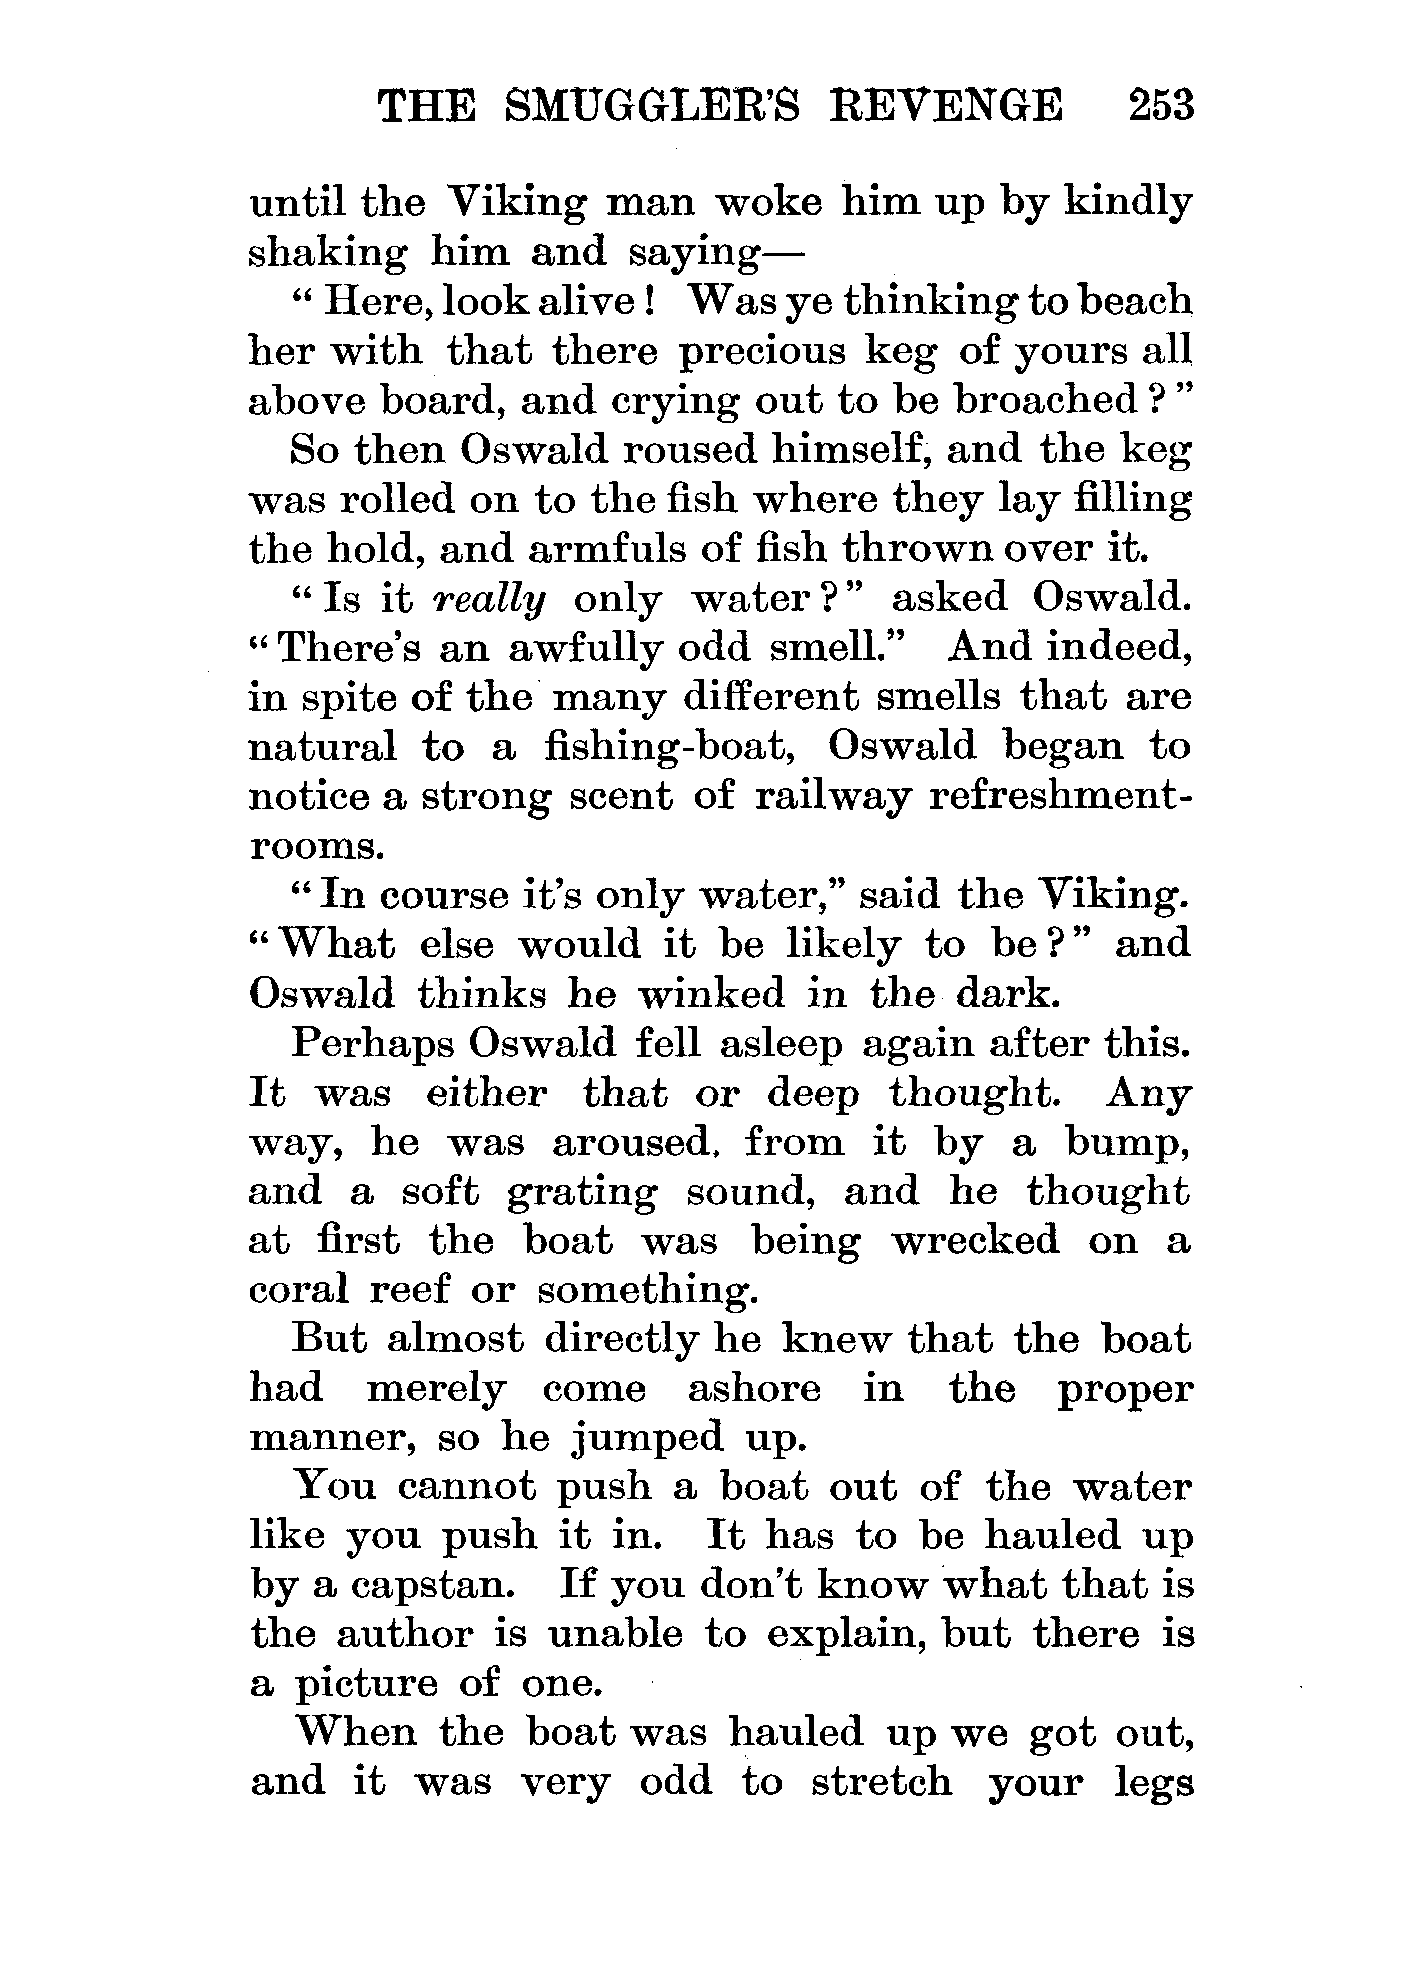 THE SMUGGLER'S REVENGE 253
until the Viking man woke him up by kindly
shaking him and saying—
" Here, look alive ! Was ye thinking to beach
her with that there precious keg of yours all
above board, and crying out to be broached ? "
So then Oswald roused himself, and the keg
was rolled on to the fish where they lay filling
the hold, and armfuls of fish thrown over it.
" Is it really only water ? " asked Oswald.
" There's an awfully odd smell." And indeed,
in spite of the many different smells that are
natural to a fishing-boat, Oswald began to
notice a strong scent of railway refreshment-
rooms.
" In course it's only water," said the Viking.
" What else would it be likely to be ? " and
Oswald thinks he winked in the dark.
Perhaps Oswald fell asleep again after this.
It was either that or deep thought. Any
way, he was aroused, from it by a bump,
and a soft grating sound, and he thought
at first the boat was being wrecked on a
coral reef or something.
But almost directly he knew that the boat
had merely come ashore in the proper
manner, so he jumped up.
You cannot push a boat out of the water
like you push it in. It has to be hauled up
by a capstan. If you don't know what that is
the author is unable to explain, but there is
a picture of one.
When the boat was hauled up we got out,
and it was very odd to stretch your legs